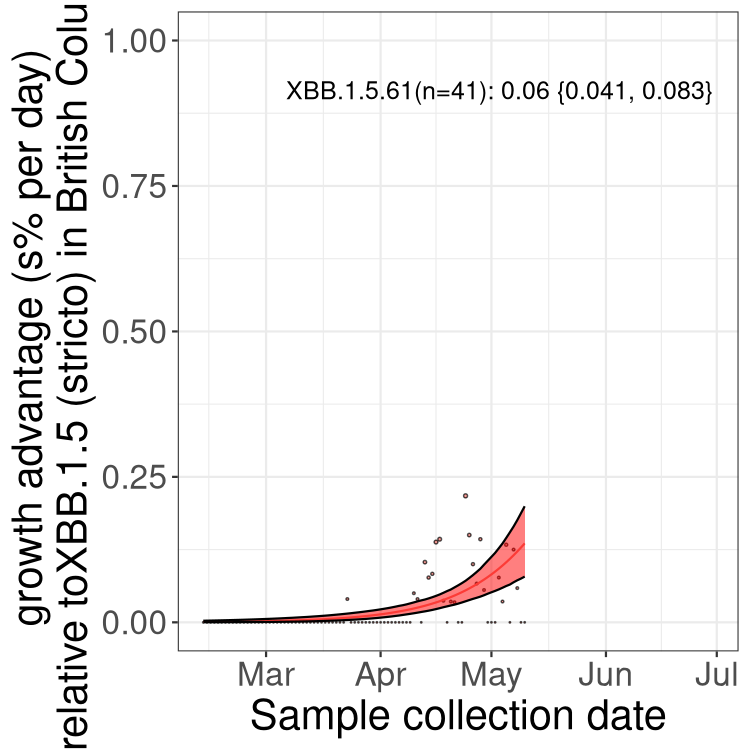 growth advantage (s% per day)
relative toXBB.1.5 (stricto) in British Colu
1.00
0.75
0.50
0.25
0.00
XBB.1.5.61(n=41): 0.06 {0.041, 0.083}
Mar Apr May Jun Jul
Sample collection date